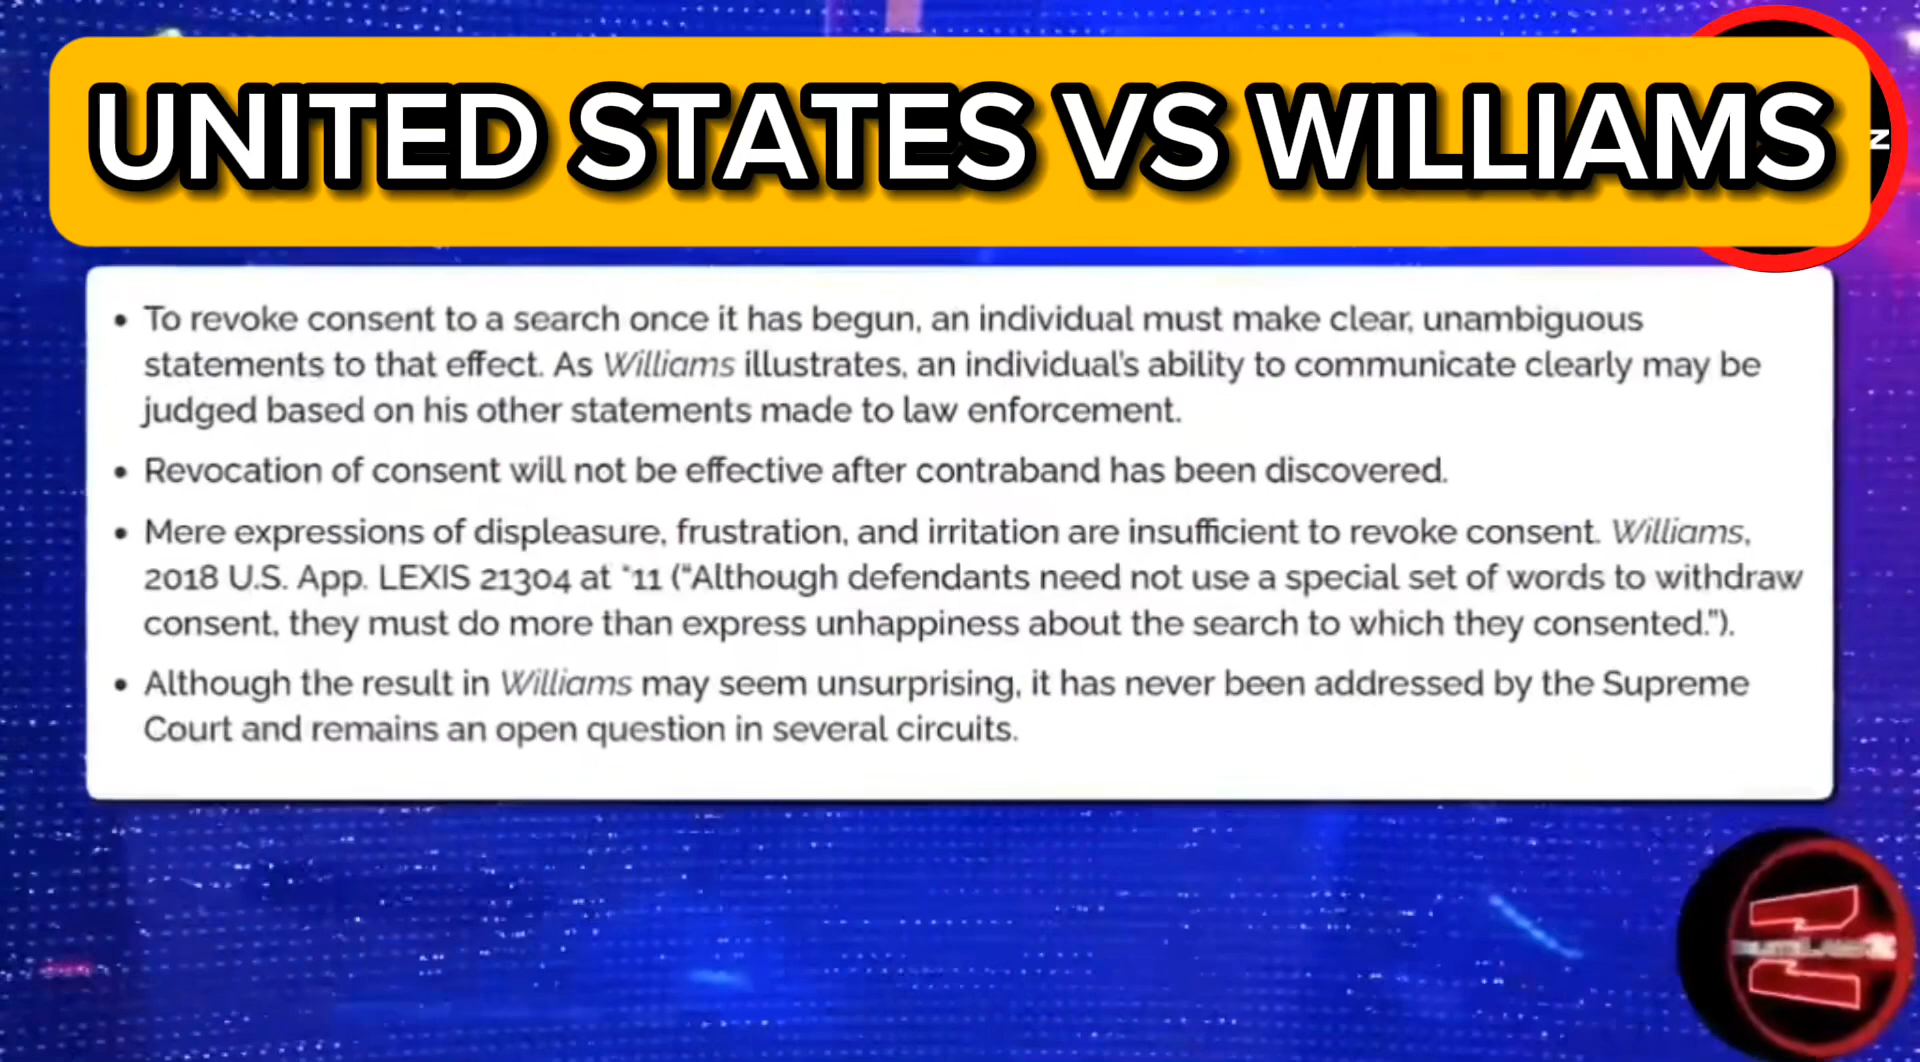 UNITED STATES VS WILLIAMS
N
• To revoke consent to a search once it has begun, an individual must make clear, unambiguous
statements to that effect. As Williams illustrates, an individual's ability to communicate clearly may be
judged based on his other statements made to law enforcement.
• Revocation of consent will not be effective after contraband has been discovered.
• Mere expressions of displeasure, frustration, and irritation are insufficient to revoke consent. Williams,
2018 U.S. App. LEXIS 21304 at *11 (“Although defendants need not use a special set of words to withdraw
consent, they must do more than express unhappiness about the search to which they consented.”).
• Although the result in Williams may seem unsurprising, it has never been addressed by the Supreme
Court and remains an open question in several circuits.